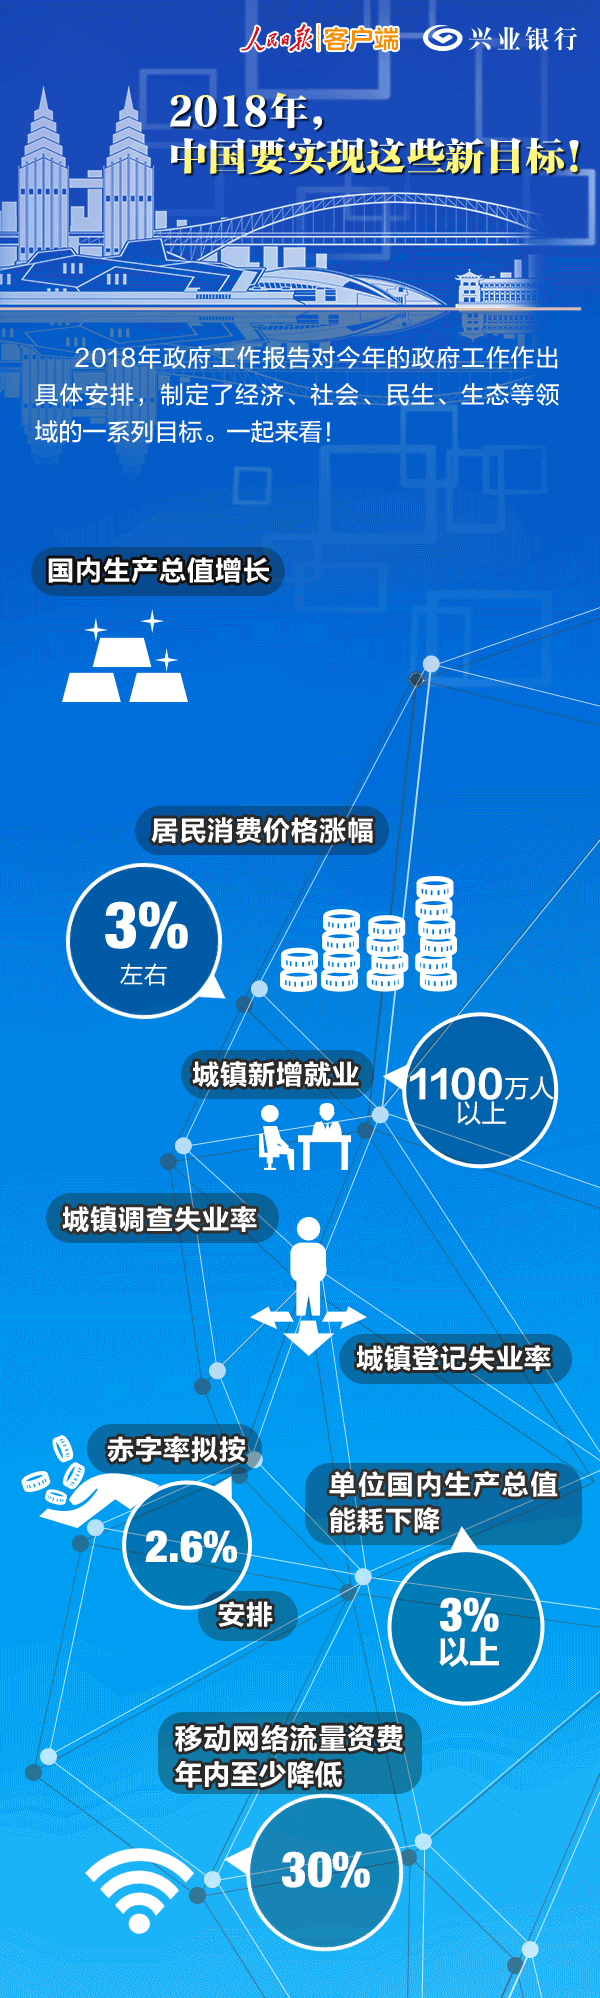 人民日报 客户端 兴业银行
2018年，
中国要实现这些新目标！
2018年政府工作报告对今年的政府工作作出
具体安排，制定了经济、社会、民生、生态等领
域的一系列目标。一起来看！
国内生产总值增长
居民消费价格涨幅
3%
左右
城镇新增就业
1100万人
以上
城镇调查失业率
城镇登记失业率
赤字率拟按
2.6%
安排
单位国内生产总值
能耗下降
3%
以上
移动网络流量资费
年内至少降低
30%